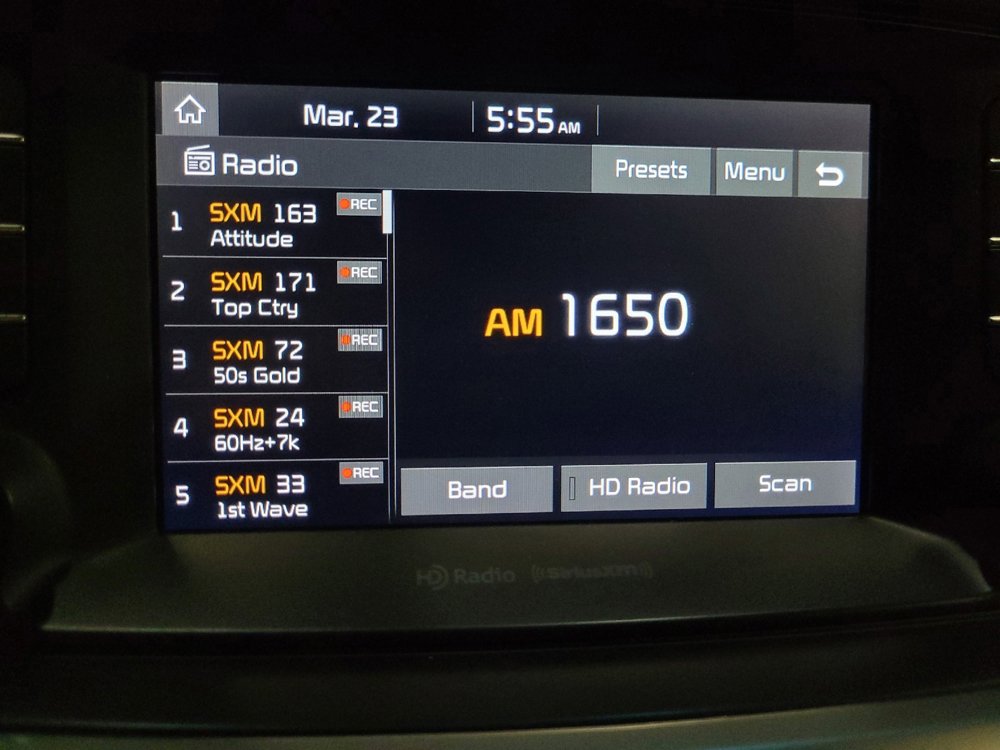 Mar. 23 5:55 AM
Radio Presets Menu
1 SXM 163 REC
Attitude
2 SXM 171 REC
Top Ctry
3 SXM 72 REC
50s Gold
4 SXM 24 REC
60Hz+7k
5 SXM 33 REC
1st Wave
AM 1650
Band HD Radio Scan
HD Radio ((SiriusXM))